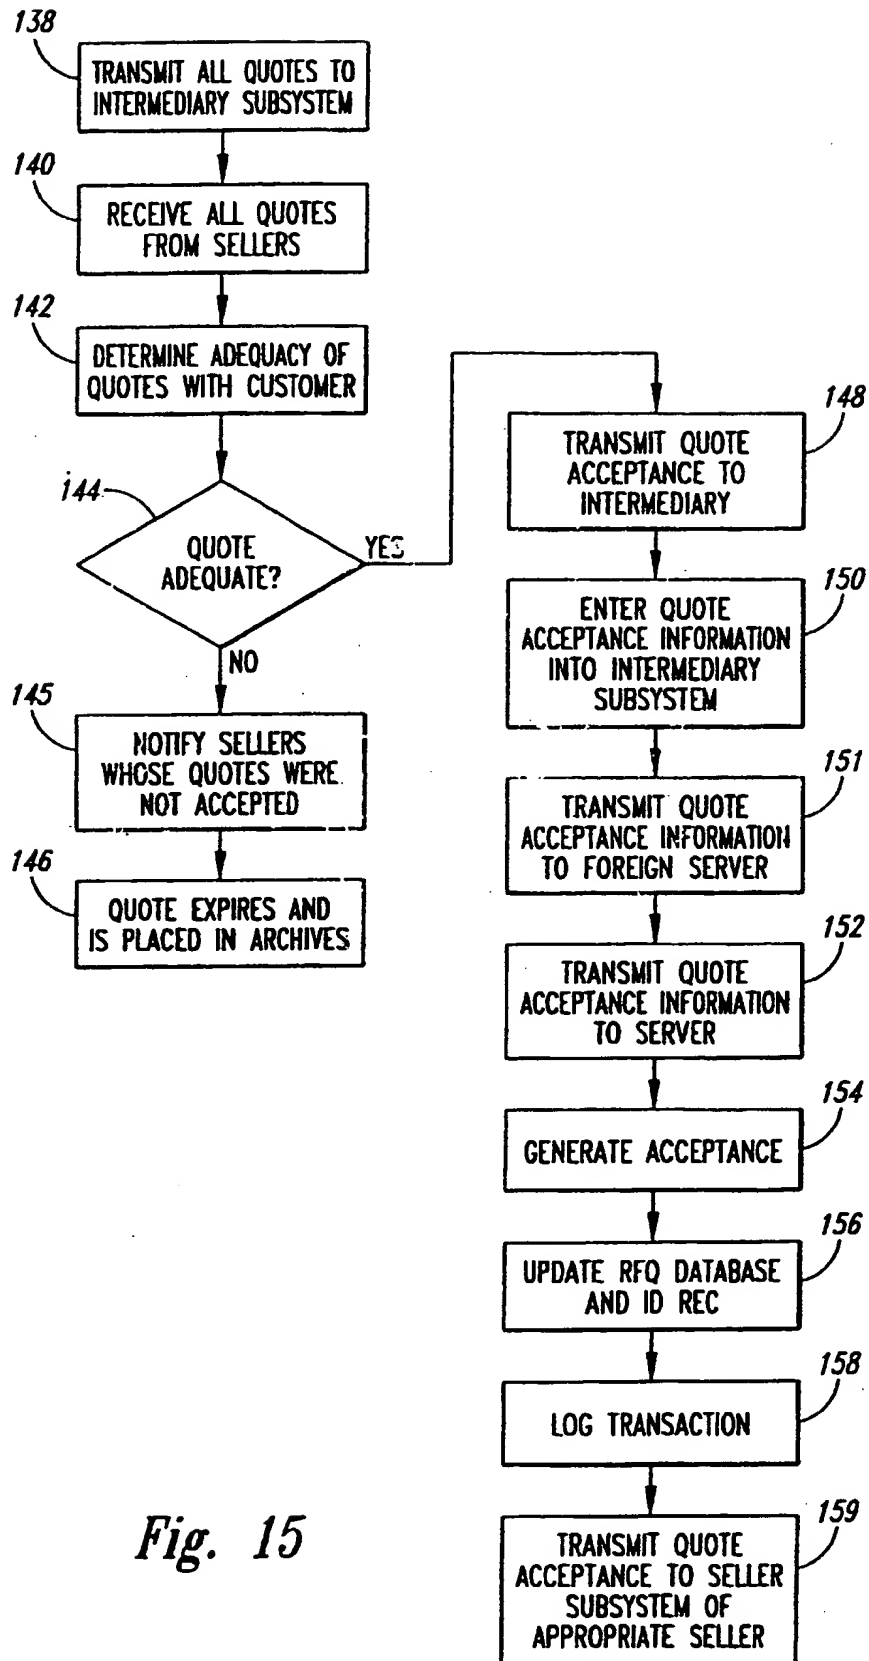 138
TRANSMIT ALL QUOTES TO
INTERMEDIARY SUBSYSTEM
140
RECEIVE ALL QUOTES
FROM SELLERS
142
DETERMINE ADEQUACY OF
QUOTES WITH CUSTOMER
144
QUOTE
ADEQUATE?
YES
NO
145
NOTIFY SELLERS
WHOSE QUOTES WERE
NOT ACCEPTED
146
QUOTE EXPIRES AND
IS PLACED IN ARCHIVES
148
TRANSMIT QUOTE
ACCEPTANCE TO
INTERMEDIARY
150
ENTER QUOTE
ACCEPTANCE INFORMATION
INTO INTERMEDIARY
SUBSYSTEM
151
TRANSMIT QUOTE
ACCEPTANCE INFORMATION
TO FOREIGN SERVER
152
TRANSMIT QUOTE
ACCEPTANCE INFORMATION
TO SERVER
154
GENERATE ACCEPTANCE
156
UPDATE RFQ DATABASE
AND ID REC
158
LOG TRANSACTION
159
TRANSMIT QUOTE
ACCEPTANCE TO SELLER
SUBSYSTEM OF
APPROPRIATE SELLER
Fig. 15